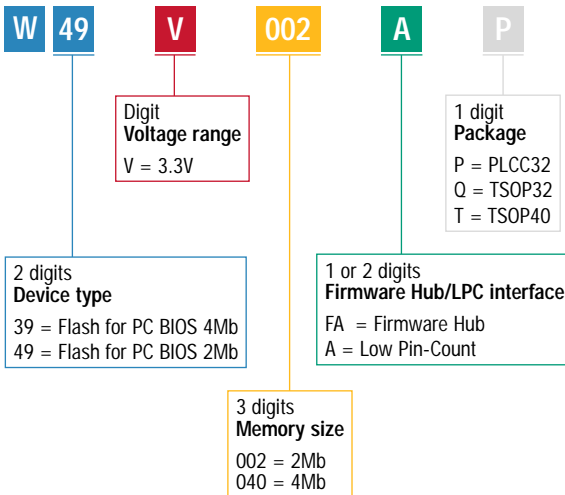 W 49 V 002 A P
Digit
Voltage range
V = 3.3V
1 digit
Package
P = PLCC32
Q = TSOP32
T = TSOP40
2 digits
Device type
39 = Flash for PC BIOS 4Mb
49 = Flash for PC BIOS 2Mb
1 or 2 digits
Firmware Hub/LPC interface
FA = Firmware Hub
A = Low Pin-Count
3 digits
Memory size
002 = 2Mb
040 = 4Mb